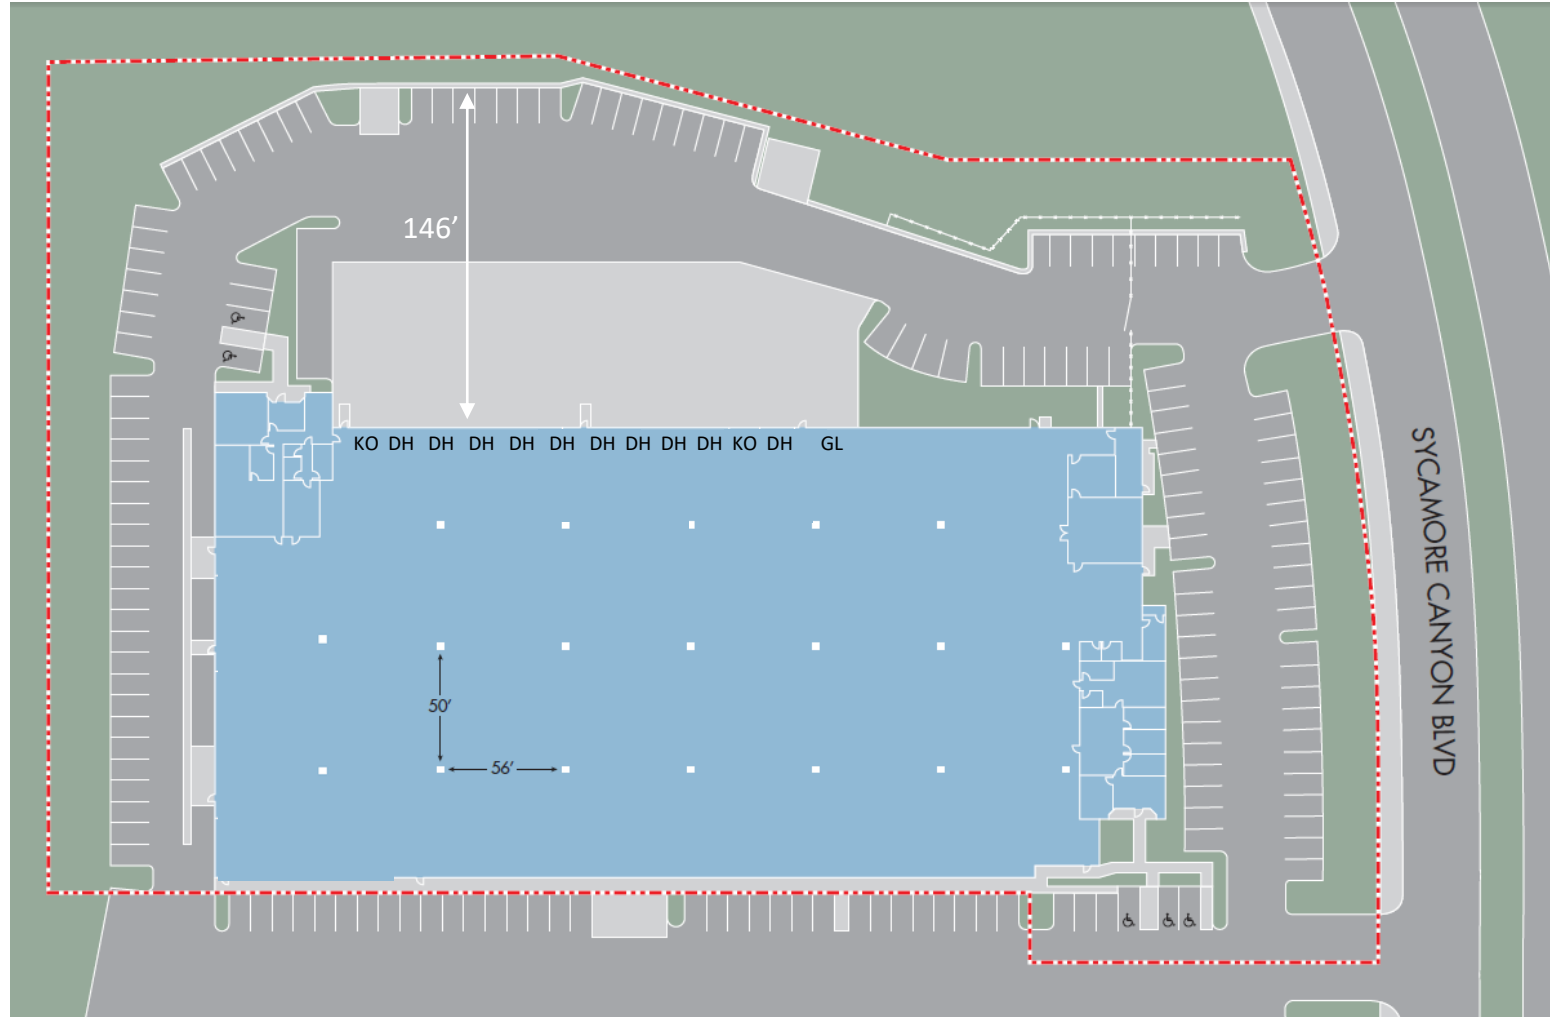 146’
KO DH DH DH DH DH DH DH DH DH KO DH GL
50’
56’
SYCAMORE CANYON BLVD